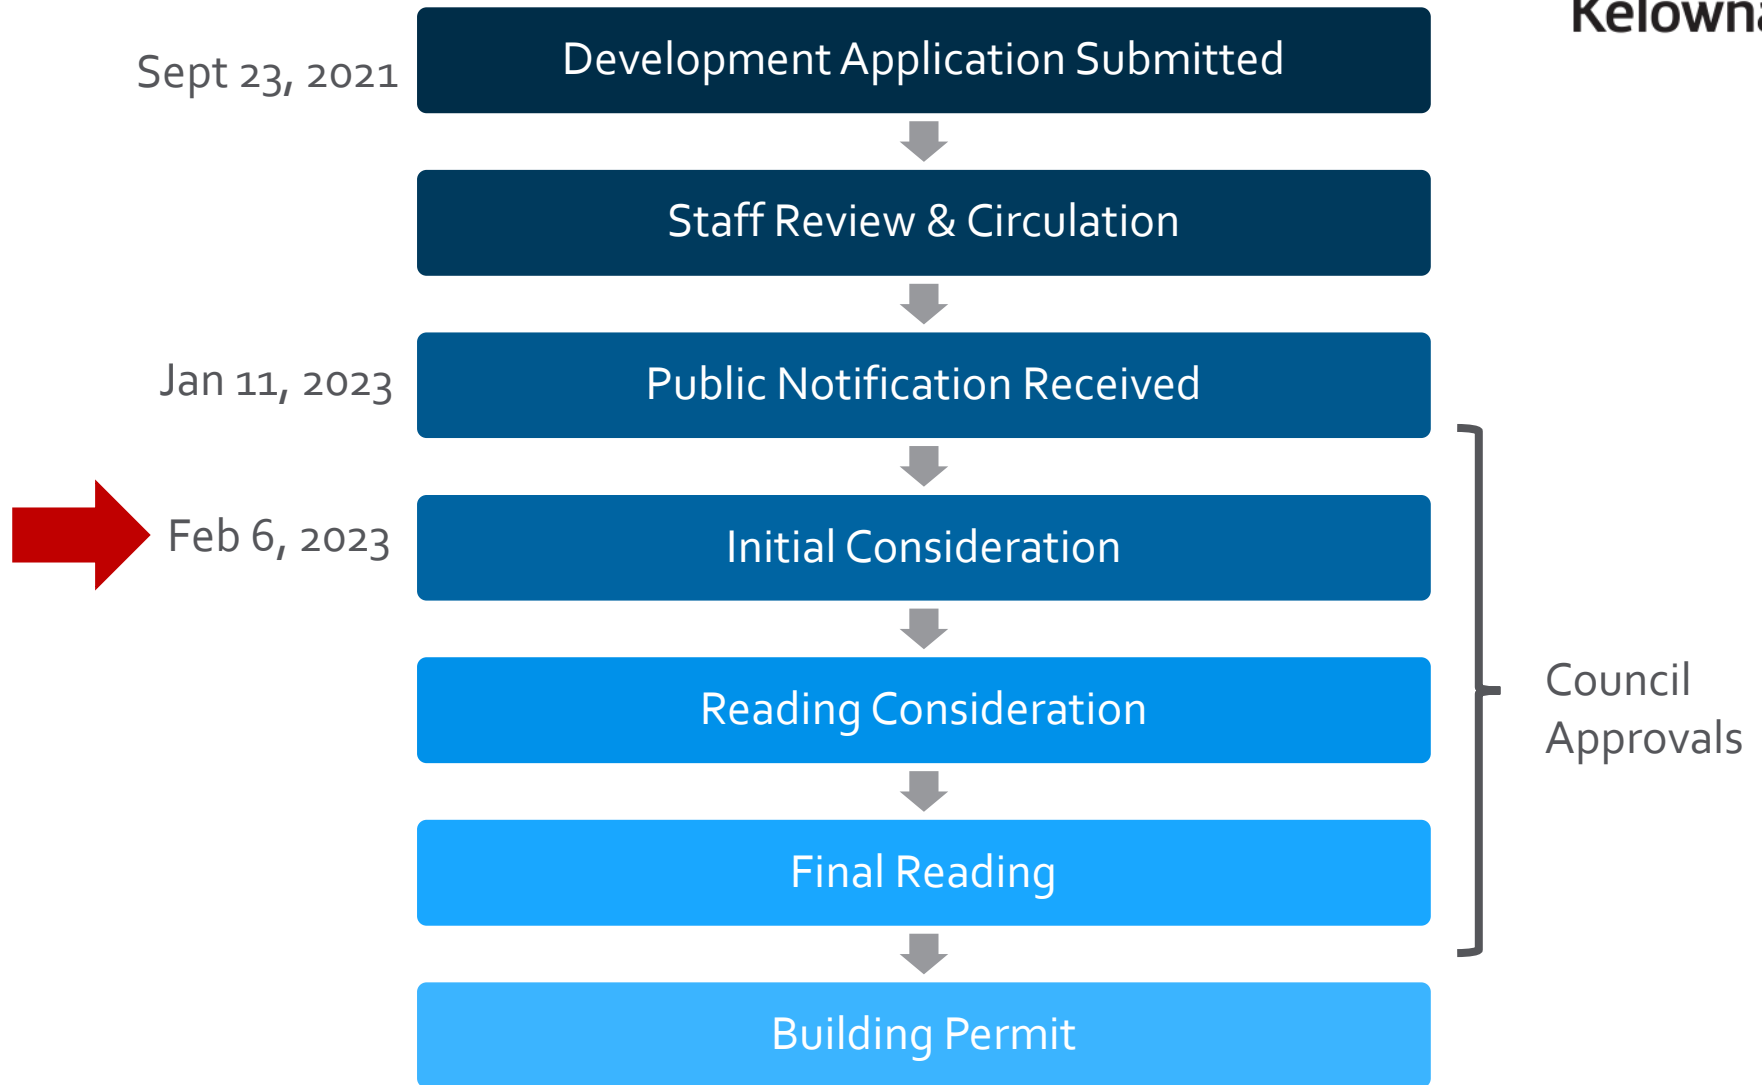 Kelowna
Sept 23, 2021
Development Application Submitted
Staff Review & Circulation
Jan 11, 2023
Public Notification Received
Feb 6, 2023
Initial Consideration
Reading Consideration
Council
Approvals
Final Reading
Building Permit